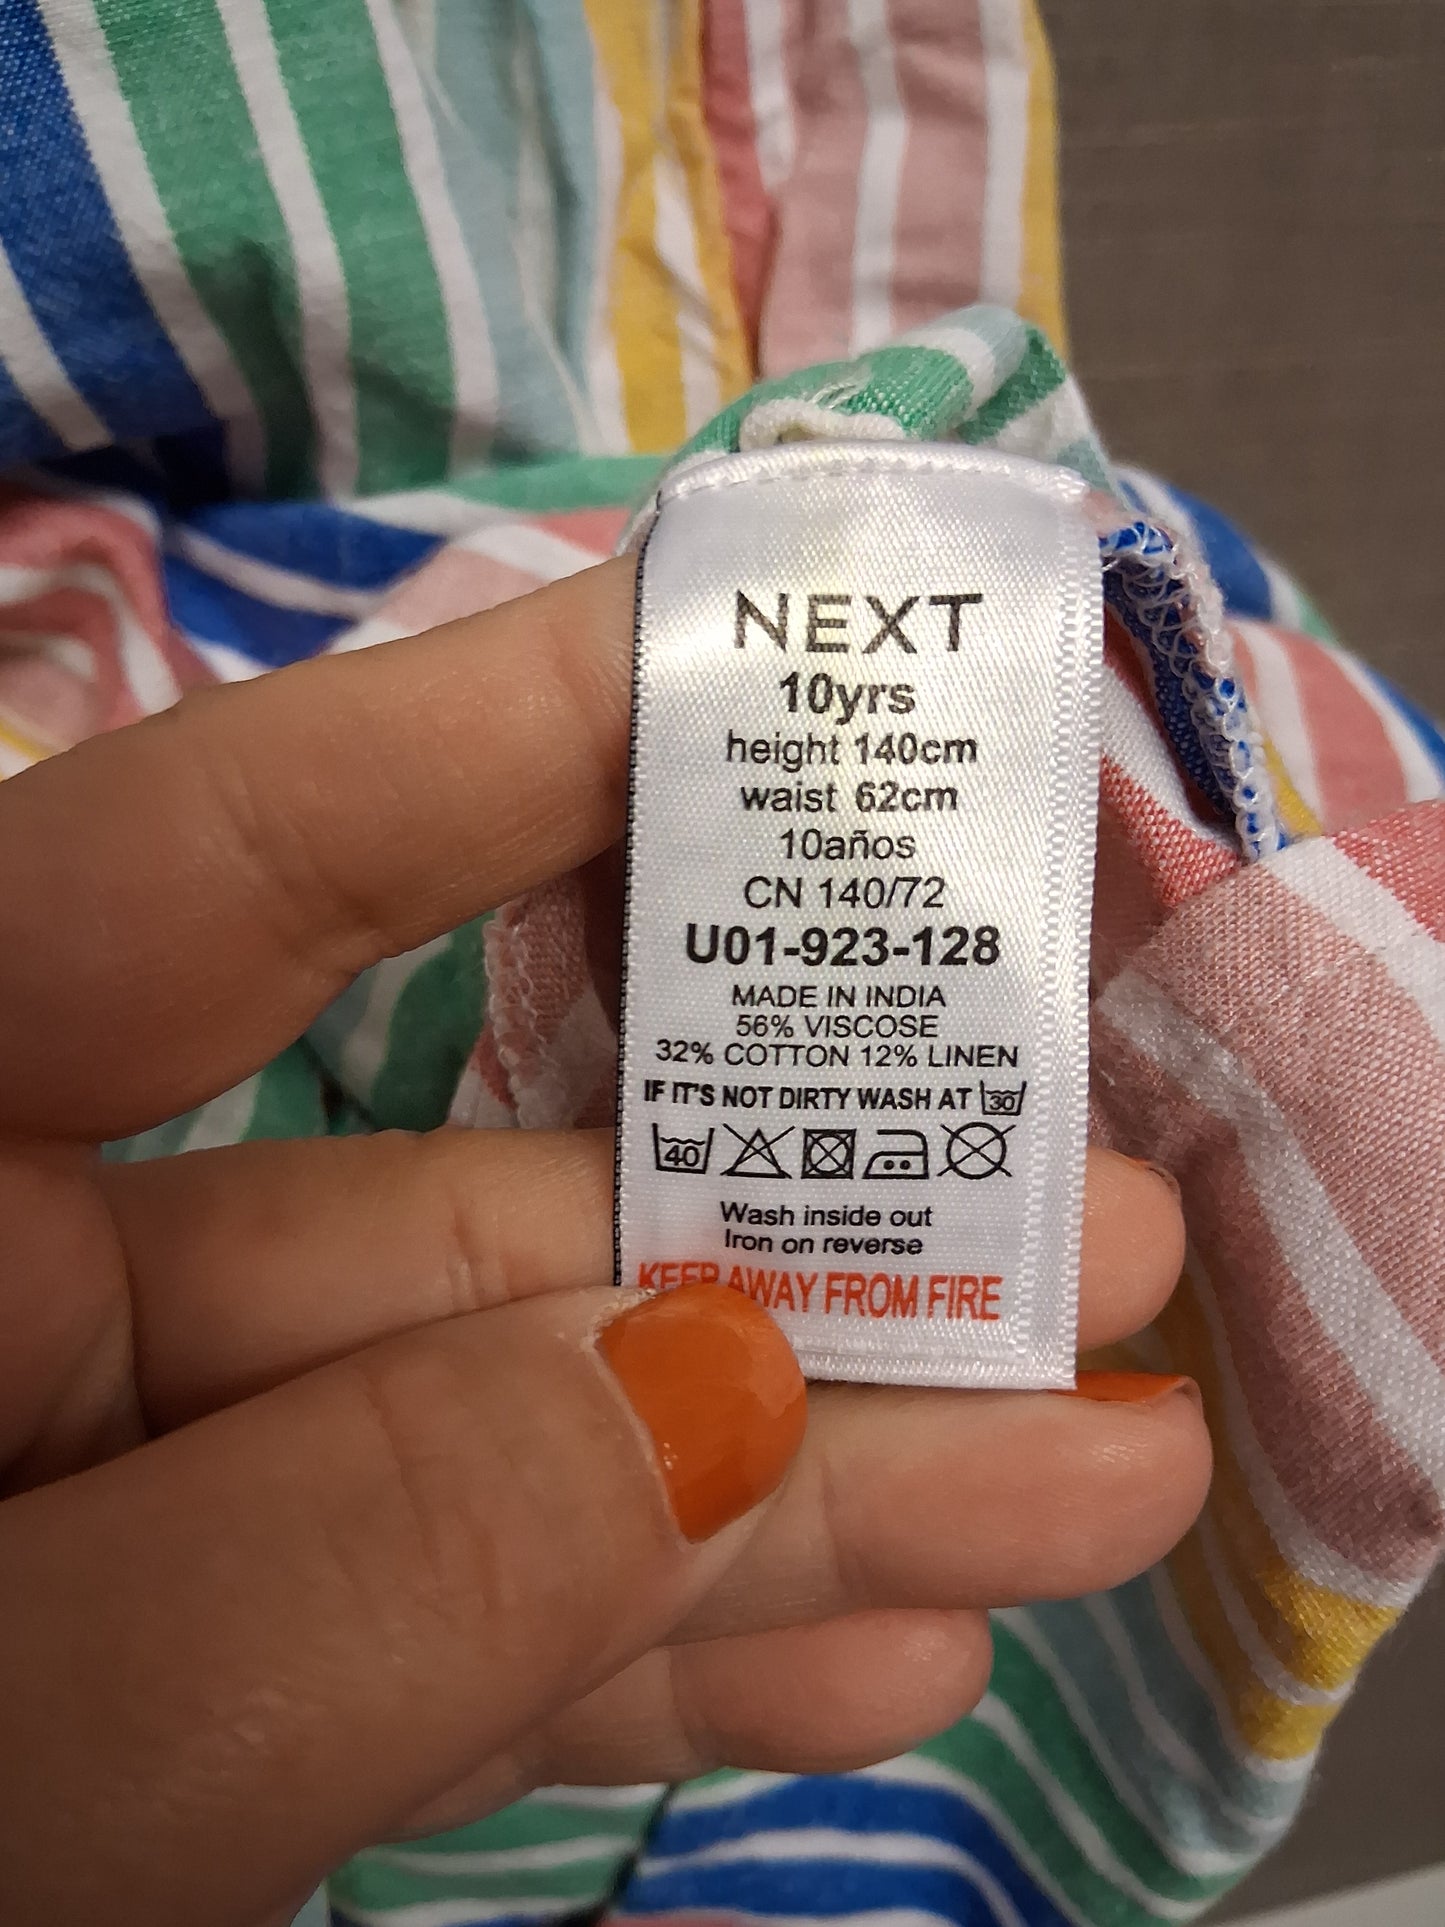 NEXT
10yrs
height 140cm
waist 62cm
10años
CN 140/72
U01-923-128
MADE IN INDIA
56% VISCOSE
32% COTTON 12% LINEN
IF IT'S NOT DIRTY WASH AT 30
40
Wash inside out
Iron on reverse
KEEP AWAY FROM FIRE